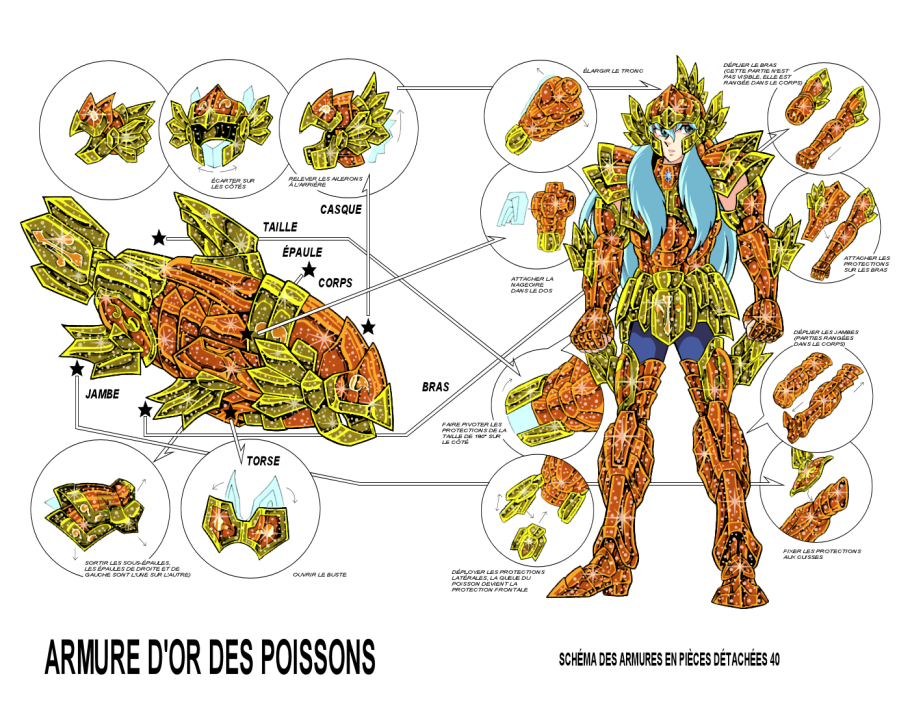 ÉLARGIR LE TRONC
DÉPLIER LE BRAS
(CETTE PARTIE N'EST
PAS VISIBLE, ELLE EST
RANGÉE DANS LE CORPS)
ÉCARTER SUR
LES CÔTÉS
RELEVER LES AILERONS
À L'ARRIÈRE
CASQUE
TAILLE
ÉPAULE
CORPS
ATTACHER LA
NAGEOIRE
DANS LE DOS
ATTACHER LES
PROTECTIONS
SUR LES BRAS
DÉPLIER LES JAMBES
(PARTIES RANGÉES
DANS LE CORPS)
JAMBE
BRAS
FAIRE PIVOTER LES
PROTECTIONS DE LA
TAILLE DE 180° SUR
LE CÔTÉ
TORSE
SORTIR LES SOUS-ÉPAULES,
LES ÉPAULES DE DROITE ET DE
GAUCHE SONT L'UNE SUR L'AUTRE)
OUVRIR LE BUSTE
DÉPLOYER LES PROTECTIONS
LATÉRALES, LA QUEUE DU
POISSON DEVIENT LA
PROTECTION FRONTALE
FIXER LES PROTECTIONS
AUX CUISSES
ARMURE D'OR DES POISSONS
SCHÉMA DES ARMURES EN PIÈCES DÉTACHÉES 40